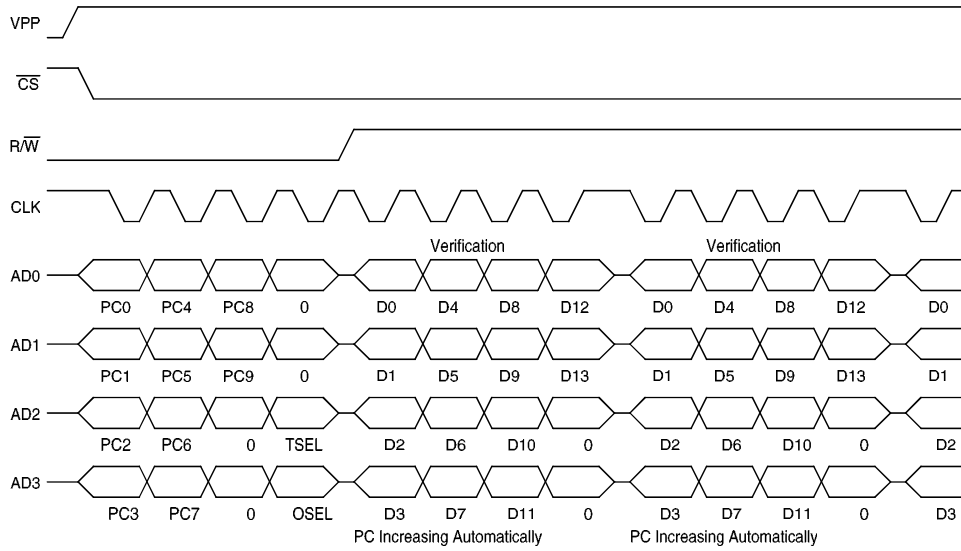 VPP
CS
R/W
CLK
Verification Verification
AD0
PC0 PC4 PC8 0 D0 D4 D8 D12 D0 D4 D8 D12 D0
AD1
PC1 PC5 PC9 0 D1 D5 D9 D13 D1 D5 D9 D13 D1
AD2
PC2 PC6 0 TSEL D2 D6 D10 0 D2 D6 D10 0 D2
AD3
PC3 PC7 0 OSEL D3 D7 D11 0 D3 D7 D11 0 D3
PC Increasing Automatically PC Increasing Automatically